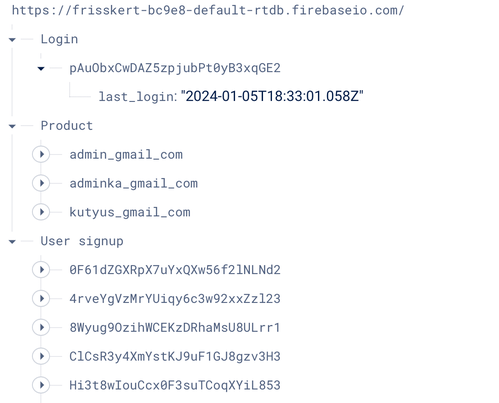 https://frisskert-bc9e8-default-rtdb.firebaseio.com/
Login
pAuObxCwDAZ5zpjubPt0yB3xqGE2
last_login: "2024-01-05T18:33:01.058Z"
Product
admin_gmail_com
adminka_gmail_com
kutyus_gmail_com
User signup
0F61dZGXRpX7uYxQXw56f2lNLNd2
4rveYgVzMrYUiqy6c3w92xxZzl23
8Wyug9OzihWCEKzDRhaMsU8ULrr1
ClCsR3y4XmYstKJ9uF1GJ8gzv3H3
Hi3t8wIouCcx0F3suTCoqXYiL853